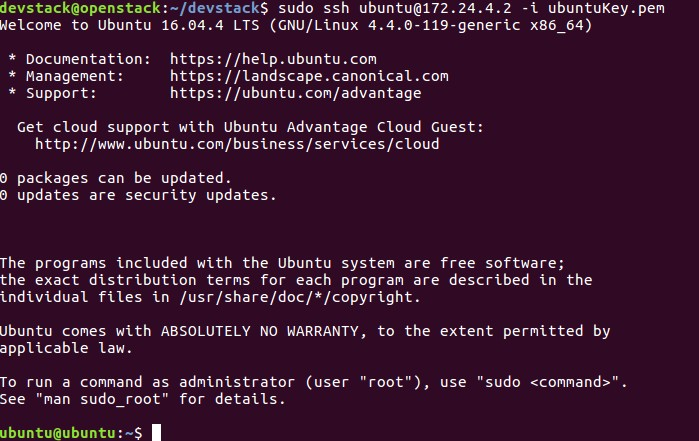 devstack@openstack:~/devstack$ sudo ssh ubuntu@172.24.4.2 -i ubuntuKey.pem
Welcome to Ubuntu 16.04.4 LTS (GNU/Linux 4.4.0-119-generic x86_64)
* Documentation:  https://help.ubuntu.com
* Management:     https://landscape.canonical.com
* Support:        https://ubuntu.com/advantage
Get cloud support with Ubuntu Advantage Cloud Guest:
http://www.ubuntu.com/business/services/cloud
0 packages can be updated.
0 updates are security updates.
The programs included with the Ubuntu system are free software;
the exact distribution terms for each program are described in the
individual files in /usr/share/doc/*/copyright.
Ubuntu comes with ABSOLUTELY NO WARRANTY, to the extent permitted by
applicable law.
To run a command as administrator (user "root"), use "sudo <command>".
See "man sudo_root" for details.
ubuntu@ubuntu:~$